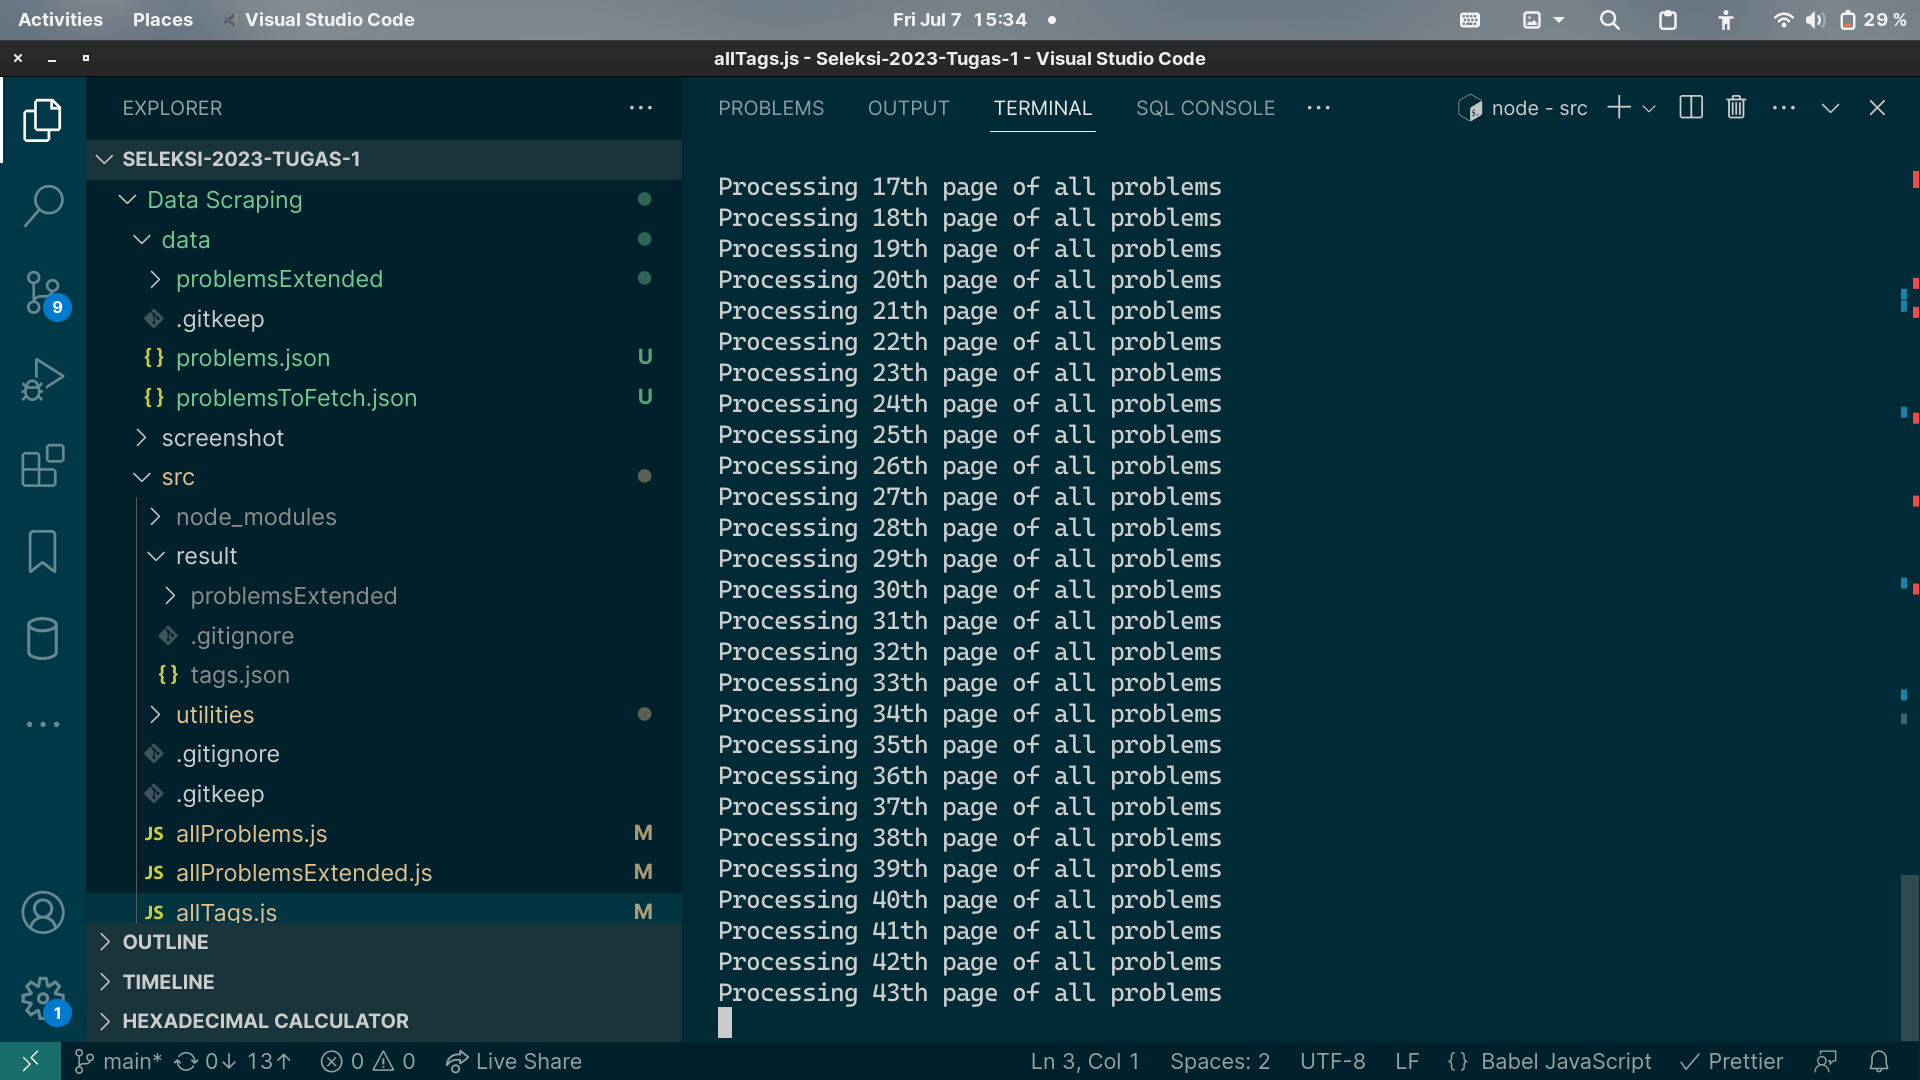 Activities Places Visual Studio Code Fri Jul 7 15:34 29 %
allTags.js - Seleksi-2023-Tugas-1 - Visual Studio Code
EXPLORER
PROBLEMS OUTPUT TERMINAL SQL CONSOLE node - src
SELEKSI-2023-TUGAS-1
Data Scraping
data
problemsExtended
.gitkeep
problems.json U
problemsToFetch.json U
screenshot
src
node_modules
result
problemsExtended
.gitignore
tags.json
utilities
.gitignore
.gitkeep
JS allProblems.js M
JS allProblemsExtended.js M
JS allTags.js M
OUTLINE
TIMELINE
HEXADECIMAL CALCULATOR
9
1
Processing 17th page of all problems
Processing 18th page of all problems
Processing 19th page of all problems
Processing 20th page of all problems
Processing 21th page of all problems
Processing 22th page of all problems
Processing 23th page of all problems
Processing 24th page of all problems
Processing 25th page of all problems
Processing 26th page of all problems
Processing 27th page of all problems
Processing 28th page of all problems
Processing 29th page of all problems
Processing 30th page of all problems
Processing 31th page of all problems
Processing 32th page of all problems
Processing 33th page of all problems
Processing 34th page of all problems
Processing 35th page of all problems
Processing 36th page of all problems
Processing 37th page of all problems
Processing 38th page of all problems
Processing 39th page of all problems
Processing 40th page of all problems
Processing 41th page of all problems
Processing 42th page of all problems
Processing 43th page of all problems
main* 0↓ 13↑ 0 0 Live Share Ln 3, Col 1 Spaces: 2 UTF-8 LF {} Babel JavaScript Prettier